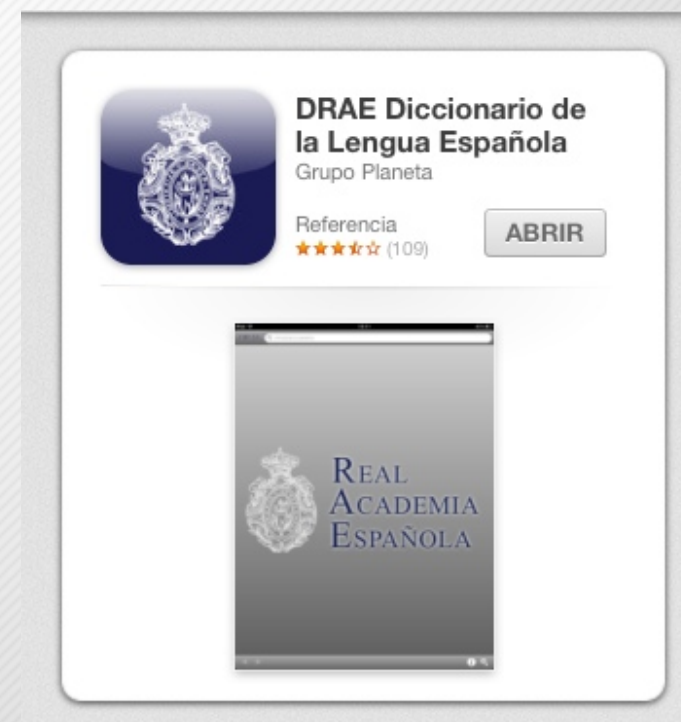 DRAE Diccionario de
la Lengua Española
Grupo Planeta
Referencia
(109)
ABRIR
REAL
ACADEMIA
ESPAÑOLA